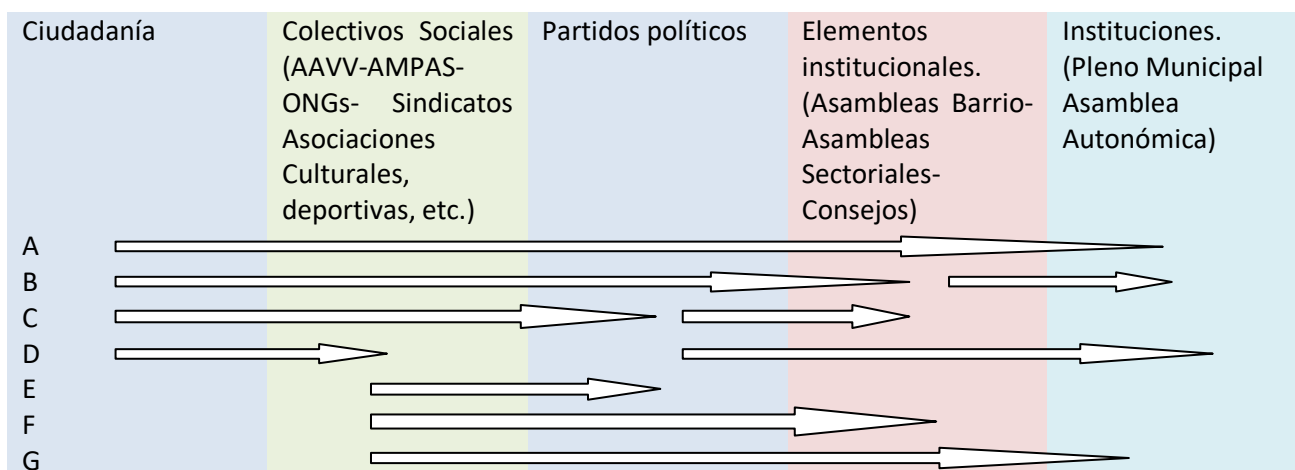 Ciudadanía
Colectivos Sociales
(AAVV-AMPAS-
ONGs- Sindicatos
Asociaciones
Culturales,
deportivas, etc.)
Partidos políticos
Elementos
institucionales.
(Asambleas Barrio-
Asambleas
Sectoriales-
Consejos)
Instituciones.
(Pleno Municipal
Asamblea
Autonómica)
A
B
C
D
E
F
G